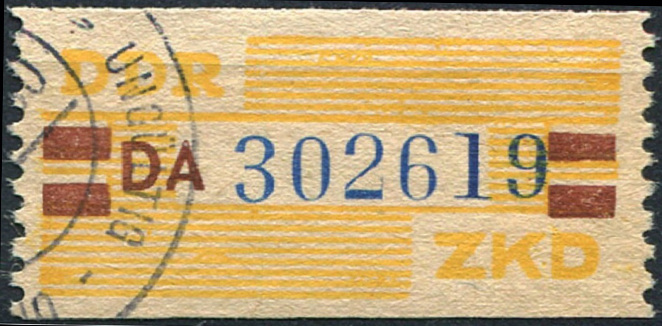 DDR
DA 302619
ZKD
UNGÜLTIG